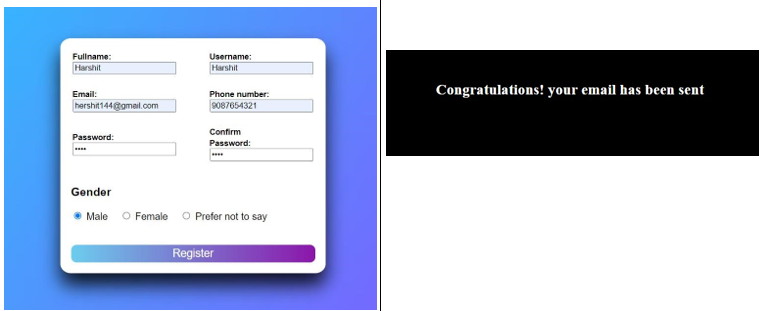 Fullname:
Harshit
Username:
Harshit
Email:
hershit144@gmail.com
Phone number:
9087654321
Password:
••••
Confirm
Password:
••••
Gender
Male Female Prefer not to say
Register
Congratulations! your email has been sent